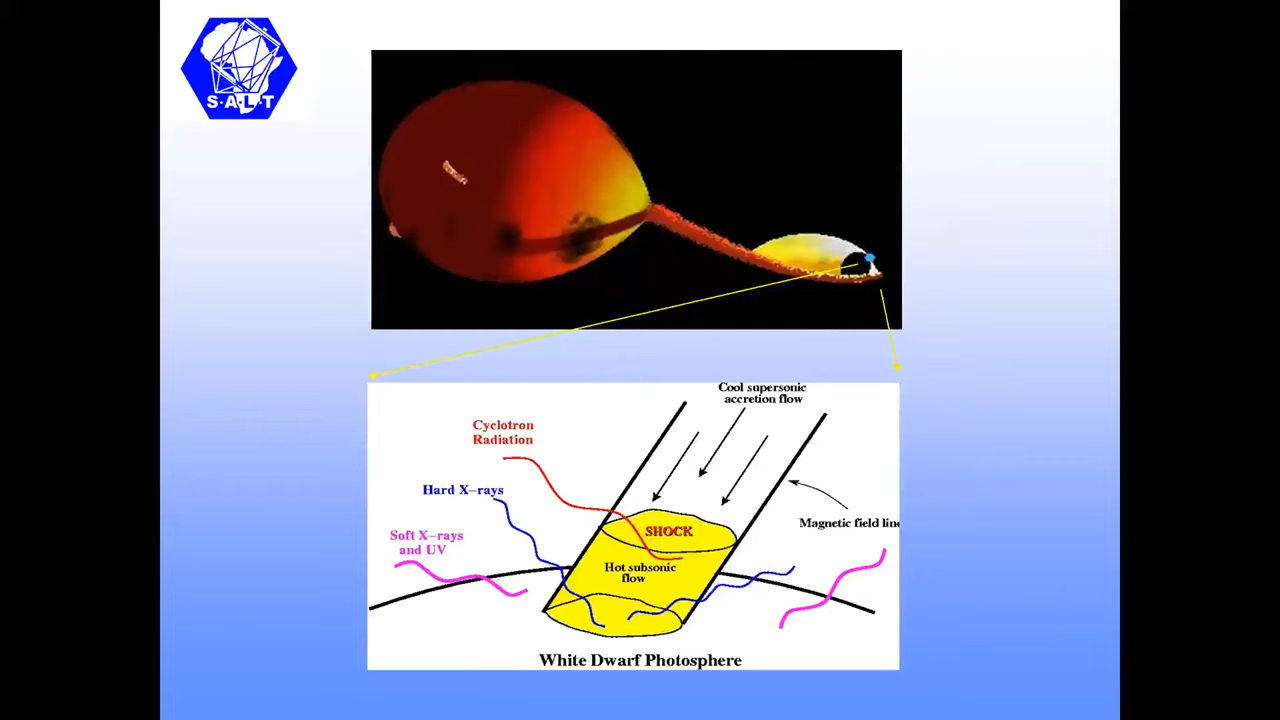 S·A·L·T
Cool supersonic
accretion flow
Cyclotron
Radiation
Hard X-rays
Magnetic field line
SHOCK
Soft X-rays
and UV
Hot subsonic
flow
White Dwarf Photosphere